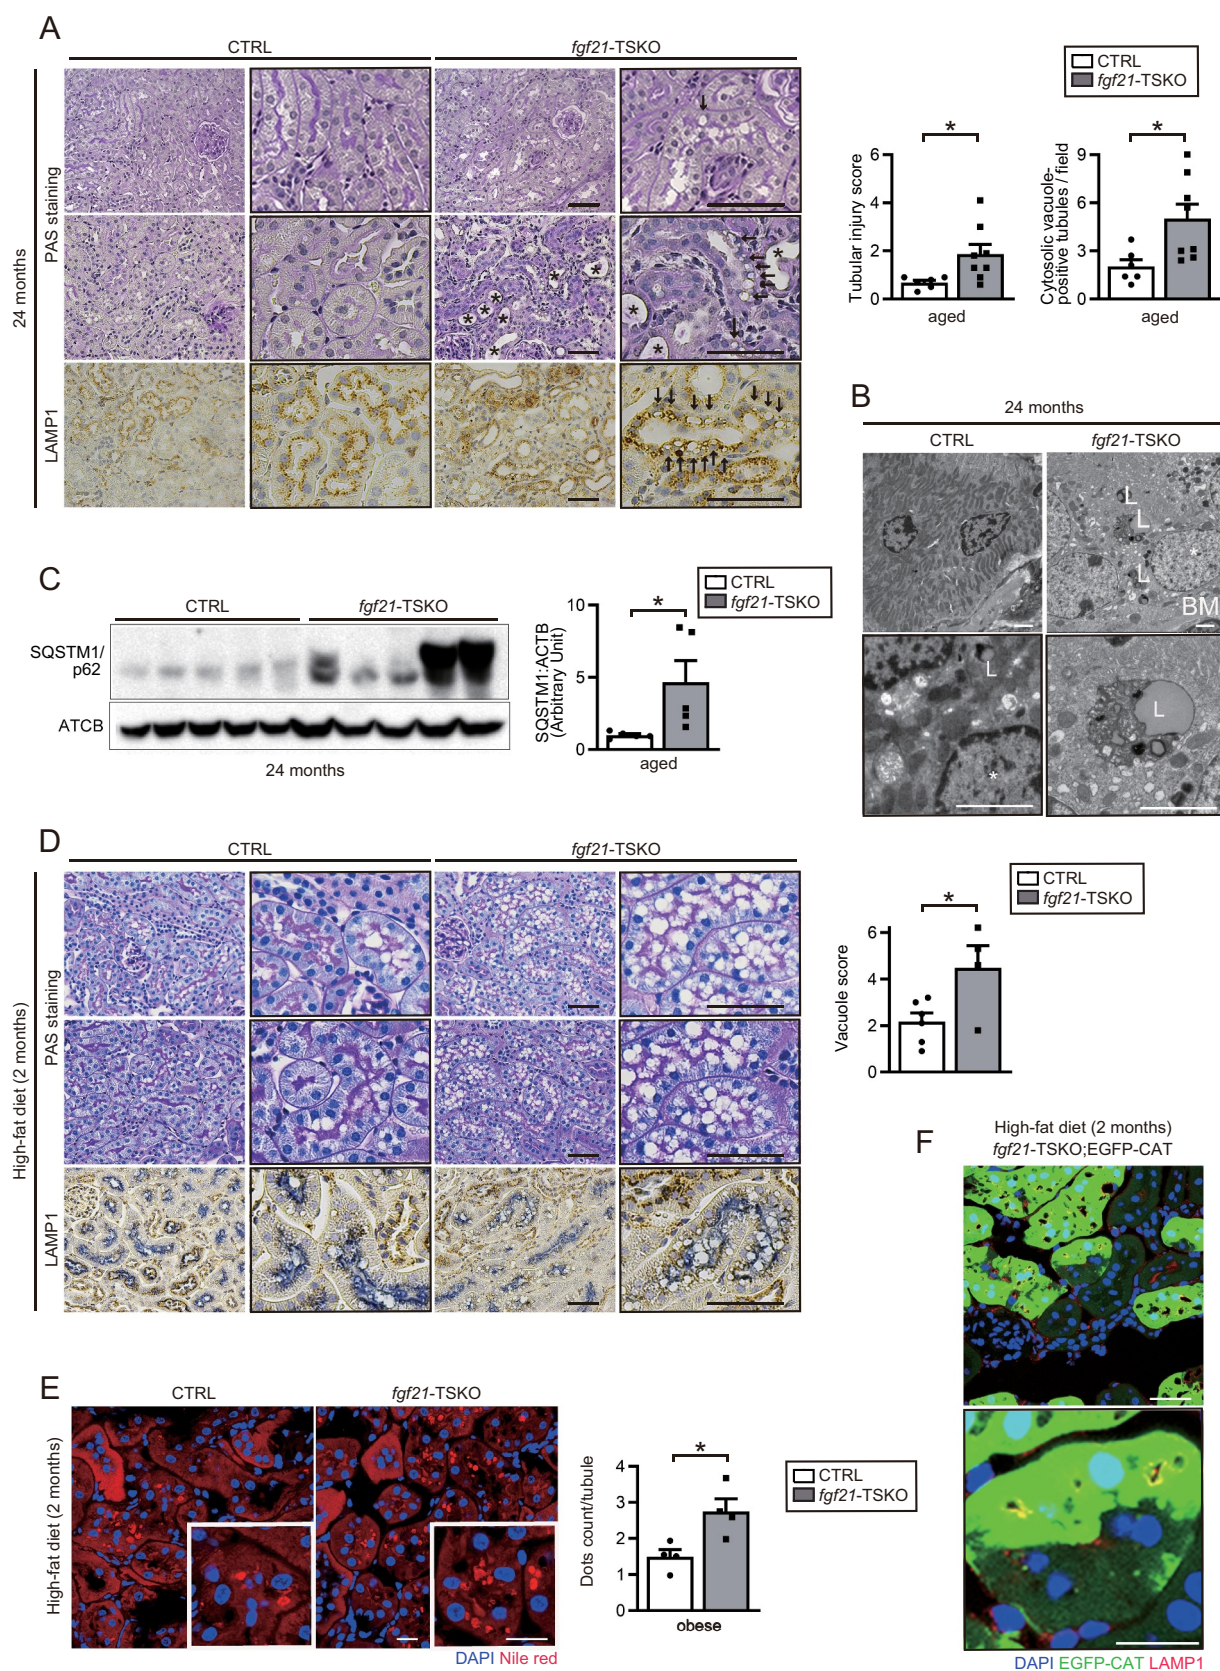 A
CTRL
fgf21-TSKO
24 months
PAS staining
LAMP1
* * * * * * * * *
CTRL
fgf21-TSKO
Tubular injury score
6
4
2
0
*
aged
Cytosolic vacuole-
positive tubules / field
9
6
3
0
*
aged
B
24 months
CTRL
fgf21-TSKO
L
L
L
*
BM
L
*
L
C
CTRL
fgf21-TSKO
SQSTM1/
p62
ATCB
24 months
CTRL
fgf21-TSKO
SQSTM1:ACTB
(Arbitrary Unit)
10
5
0
*
aged
D
CTRL
fgf21-TSKO
High-fat diet (2 months)
PAS staining
LAMP1
CTRL
fgf21-TSKO
Vacuole score
6
4
2
0
*
E
CTRL
fgf21-TSKO
High-fat diet (2 months)
DAPI Nile red
Dots count/tubule
4
3
2
1
0
*
obese
CTRL
fgf21-TSKO
F
High-fat diet (2 months)
fgf21-TSKO;EGFP-CAT
DAPI EGFP-CAT LAMP1